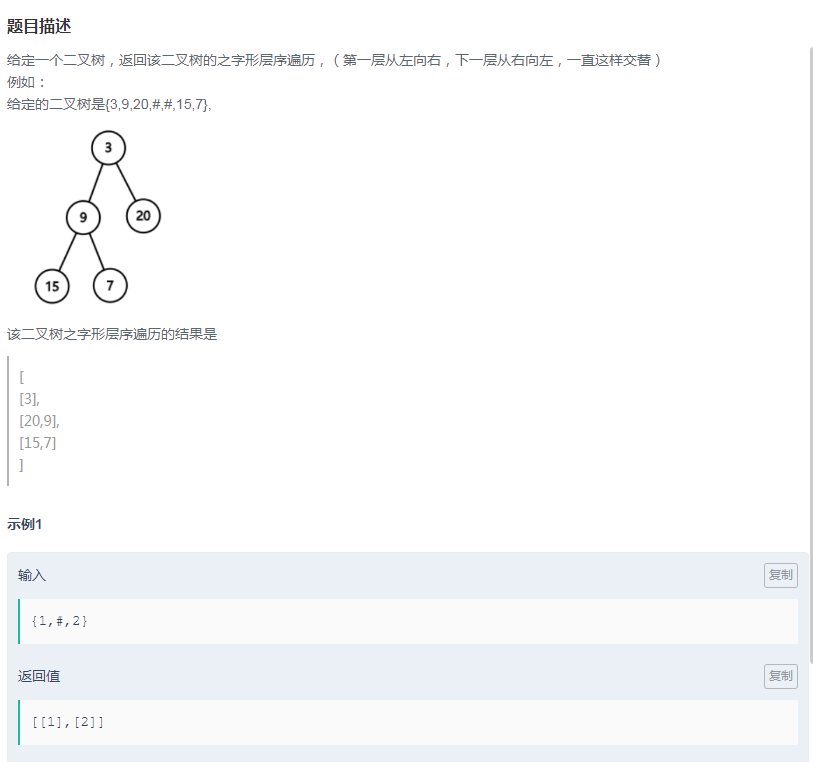 题目描述
给定一个二叉树，返回该二叉树的之字形层序遍历，（第一层从左向右，下一层从右向左，一直这样交替）
例如：
给定的二叉树是{3,9,20,#,#,15,7},
3
9 20
15 7
该二叉树之字形层序遍历的结果是
[
[3],
[20,9],
[15,7]
]
示例1
输入 复制
{1,#,2}
返回值 复制
[[1],[2]]